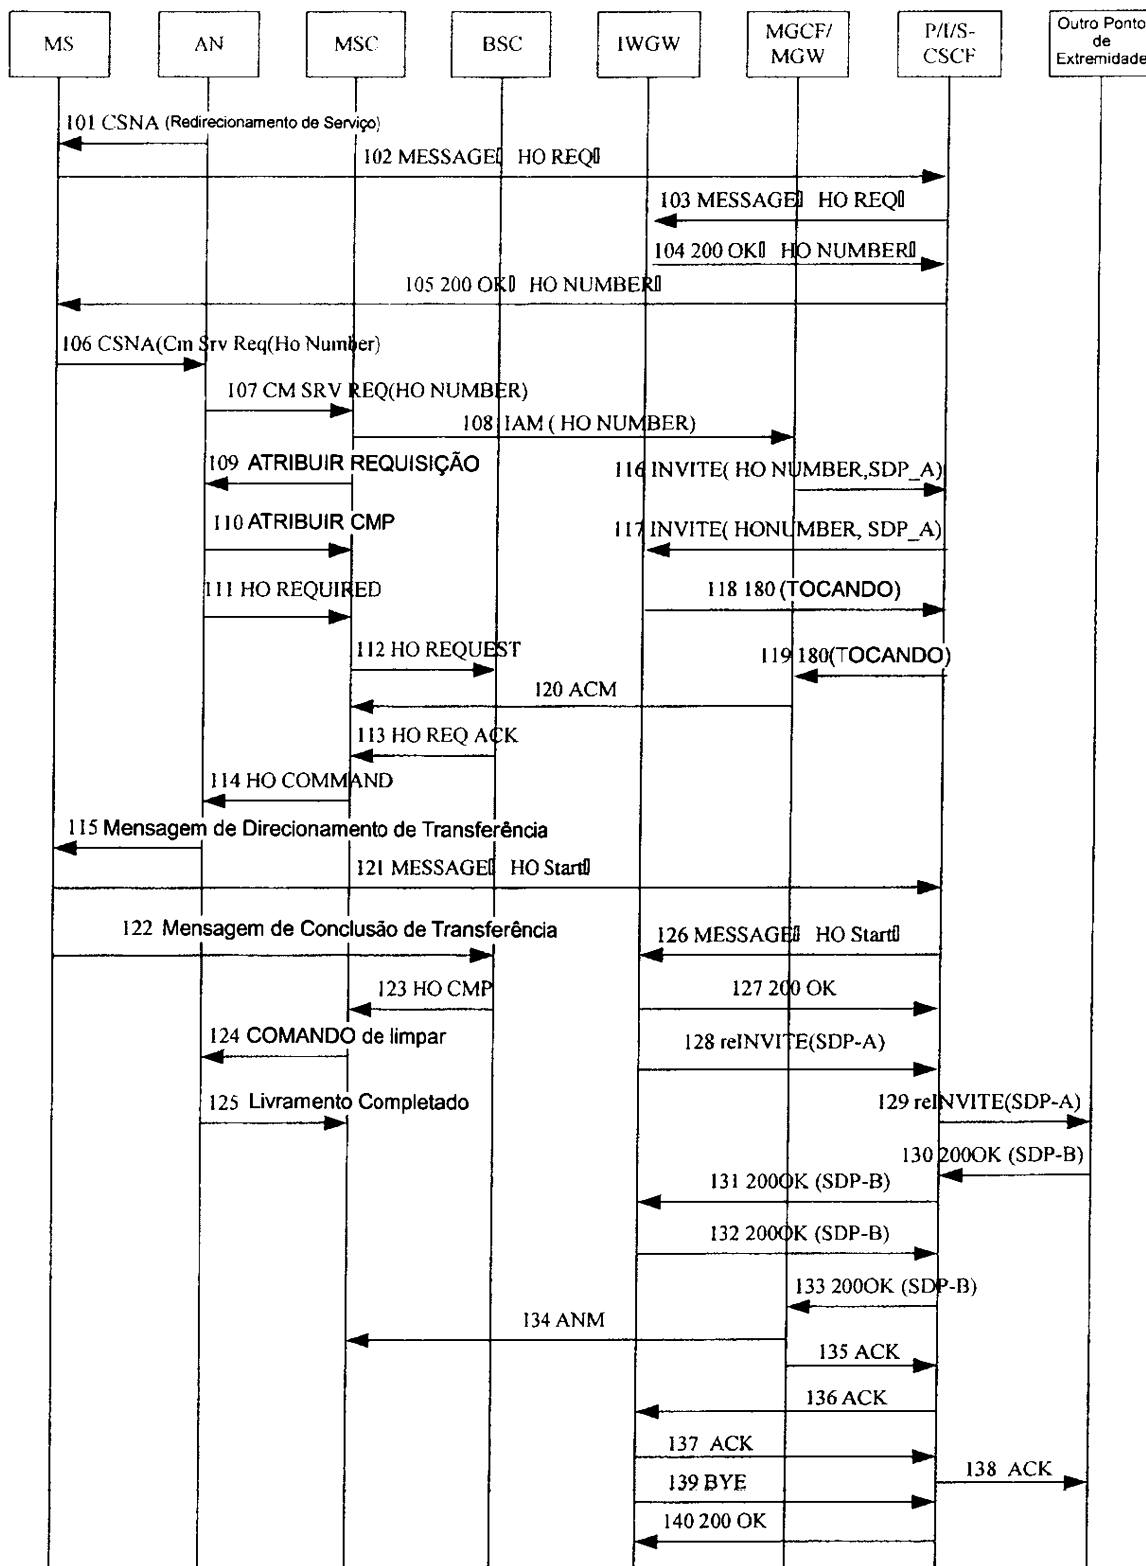 MS
AN
MSC
BSC
IWGW
MGCF/
MGW
P/I/S-
CSCF
Outro Ponto
de
Extremidade
101 CSNA (Redirecionamento de Serviço)
102 MESSAGE HO REQ
103 MESSAGE HO REQ
104 200 OK HO NUMBER
105 200 OK HO NUMBER
106 CSNA(Cm Srv Req(Ho Number)
107 CM SRV REQ(HO NUMBER)
108 IAM ( HO NUMBER)
109 ATRIBUIR REQUISIÇÃO
116 INVITE( HO NUMBER,SDP_A)
110 ATRIBUIR CMP
117 INVITE( HONUMBER, SDP_A)
111 HO REQUIRED
118 180 (TOCANDO)
112 HO REQUEST
119 180(TOCANDO)
120 ACM
113 HO REQ ACK
114 HO COMMAND
115 Mensagem de Direcionamento de Transferência
121 MESSAGE HO Start
122 Mensagem de Conclusão de Transferência
126 MESSAGE HO Start
123 HO CMP
127 200 OK
124 COMANDO de limpar
128 reINVITE(SDP-A)
125 Livramento Completado
129 reINVITE(SDP-A)
130 200OK (SDP-B)
131 200OK (SDP-B)
132 200OK (SDP-B)
133 200OK (SDP-B)
134 ANM
135 ACK
136 ACK
137 ACK
138 ACK
139 BYE
140 200 OK